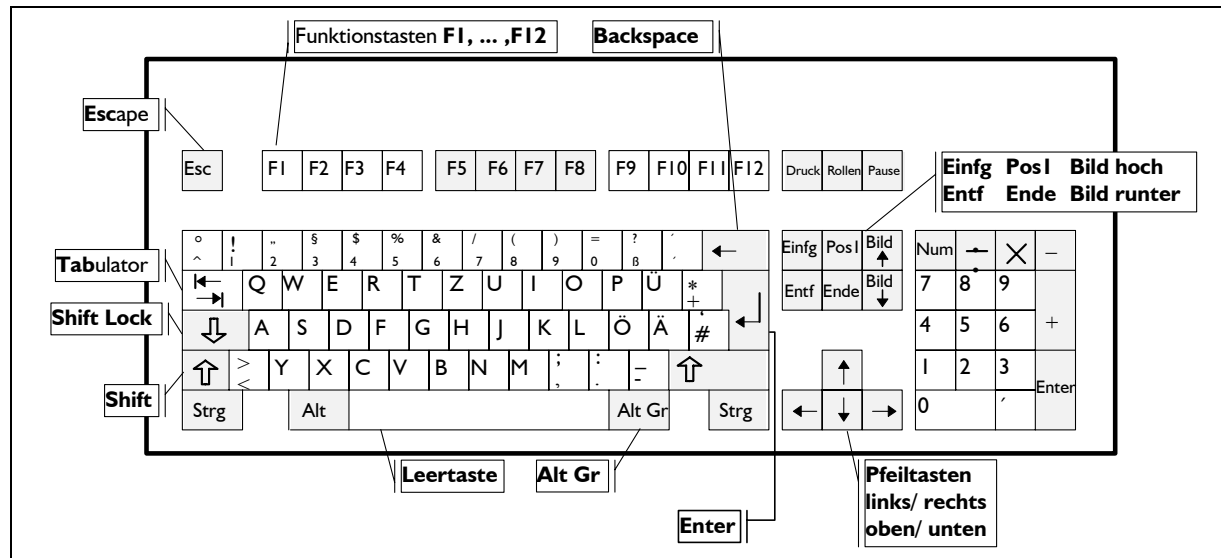 Funktionstasten F1, ... ,F12 Backspace
Escape
Esc F1 F2 F3 F4 F5 F6 F7 F8 F9 F10 F11 F12 Druck Rollen Pause
Einfg Pos1 Bild hoch
Entf Ende Bild runter
° ! " § $ % & / ( ) = ? ` ←
^ 1 2 3 4 5 6 7 8 9 0 ß ´
Einfg Pos1 Bild ↑ Num ÷ × −
Tabulator
Q W E R T Z U I O P Ü * +
Entf Ende Bild ↓ 7 8 9
Shift Lock
A S D F G H J K L Ö Ä ' #
4 5 6 +
Shift
> < Y X C V B N M ; , : . _ -
↑ 1 2 3 Enter
Strg Alt Alt Gr Strg ← ↓ → 0 ´
Leertaste Alt Gr
Pfeiltasten
links/ rechts
oben/ unten
Enter